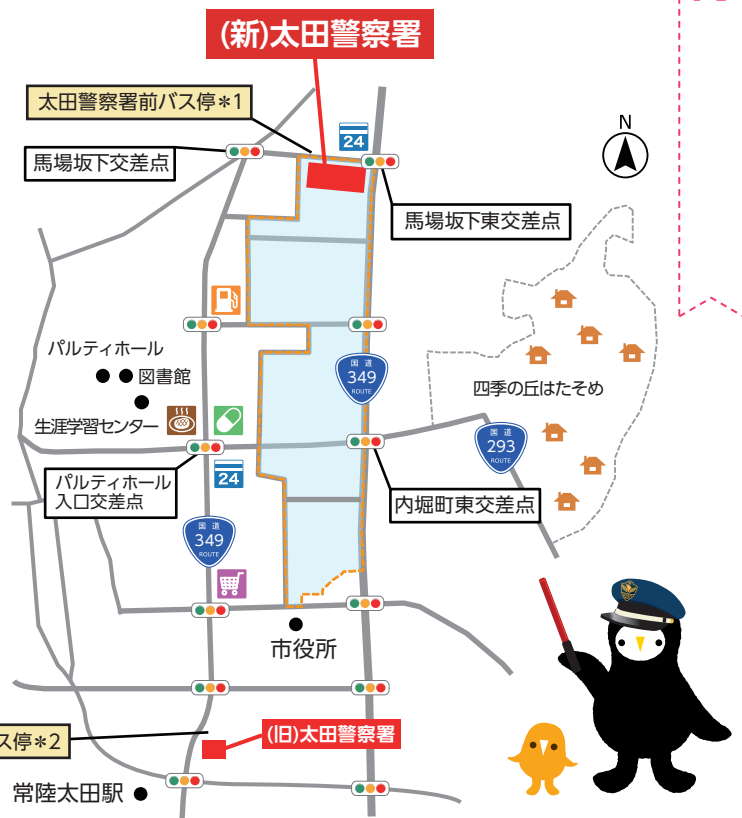 (新)太田警察署
太田警察署前バス停*1
24
馬場坂下交差点
N
馬場坂下東交差点
パルティホール
図書館
国道
349
ROUTE
四季の丘はたそめ
生涯学習センター
国道
293
ROUTE
24
パルティホール
入口交差点
内堀町東交差点
国道
349
ROUTE
市役所
ス停*2
(旧)太田警察署
常陸太田駅